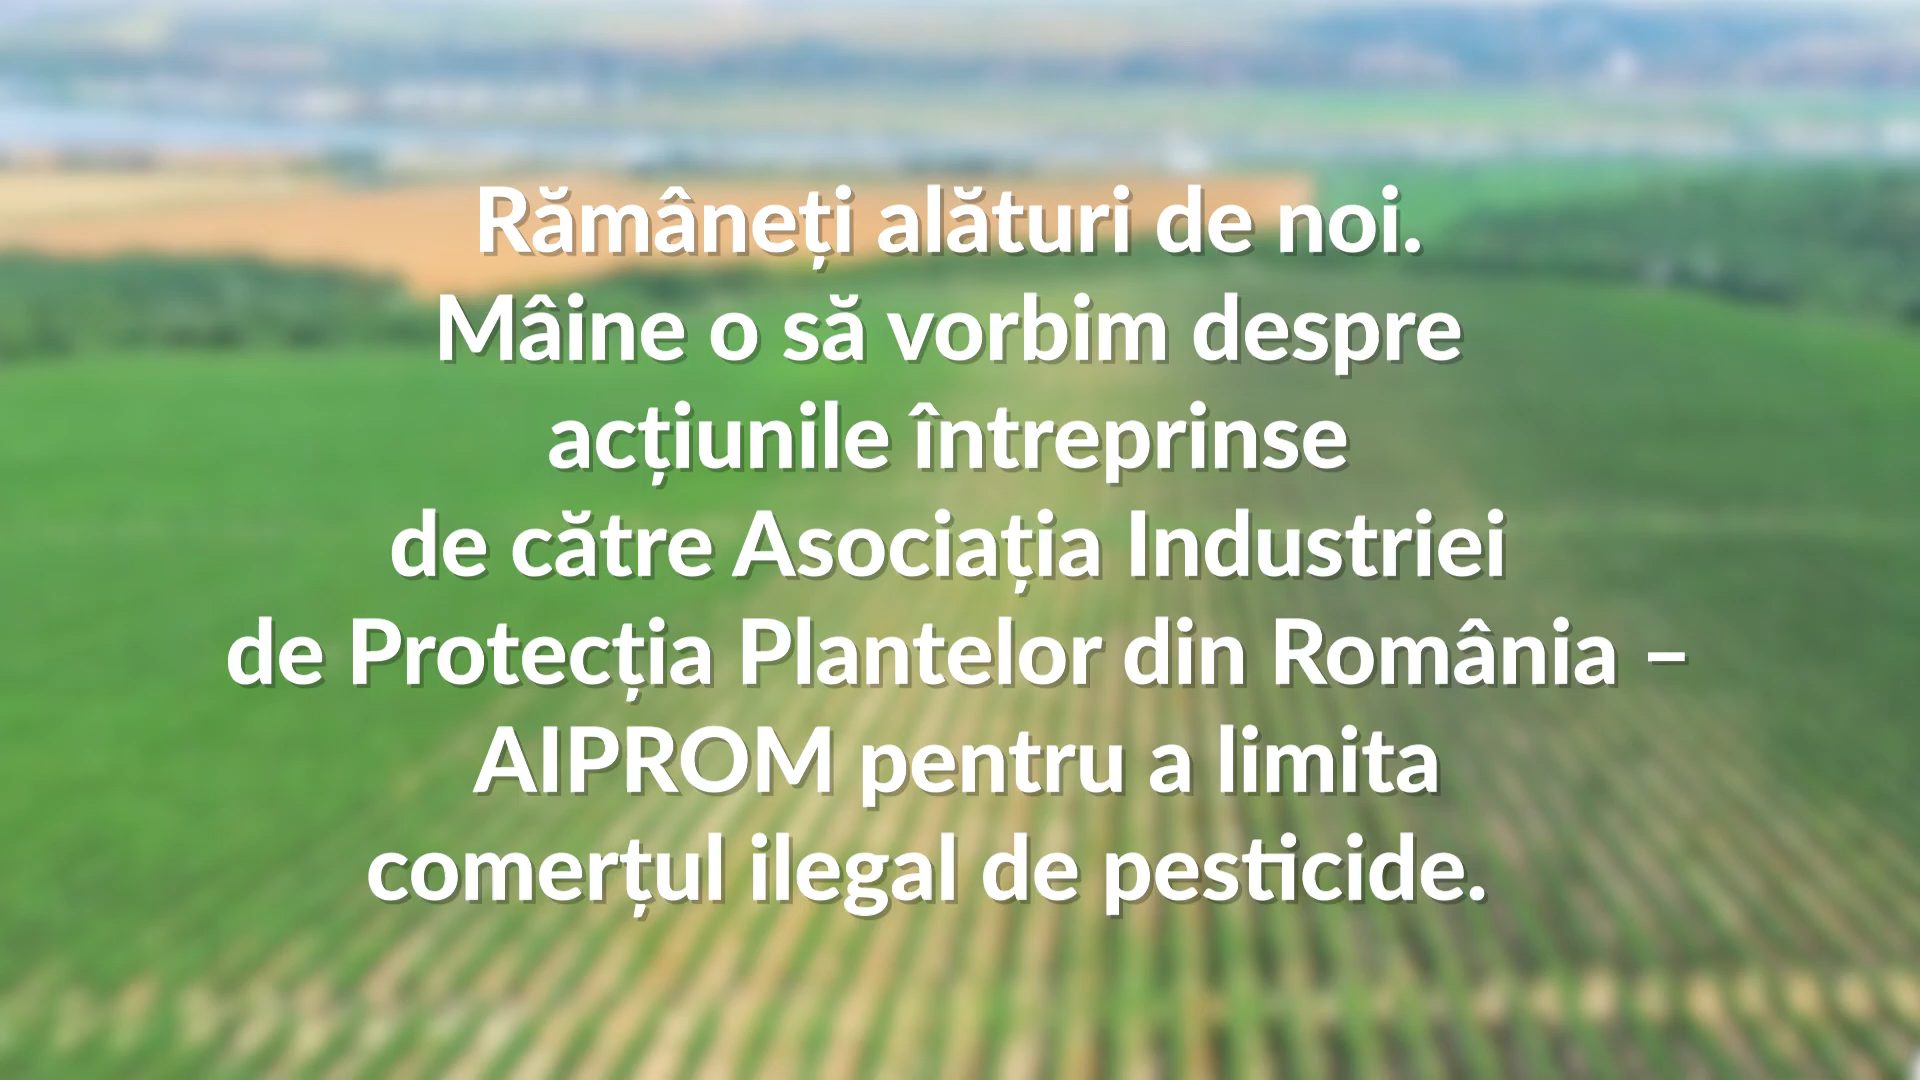 Rămâneți alături de noi.
Mâine o să vorbim despre
acțiunile întreprinse
de către Asociația Industriei
de Protecția Plantelor din România –
AIPROM pentru a limita
comerțul ilegal de pesticide.